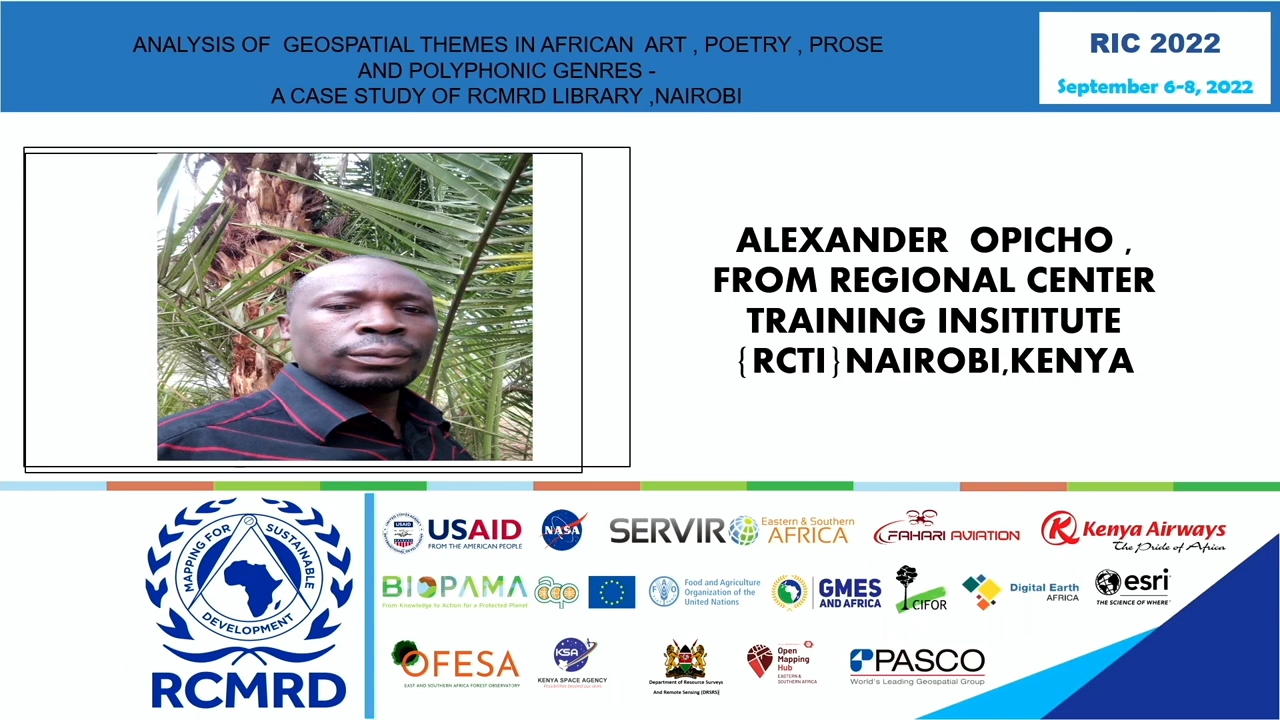 ANALYSIS OF GEOSPATIAL THEMES IN AFRICAN ART , POETRY , PROSE
AND POLYPHONIC GENRES -
A CASE STUDY OF RCMRD LIBRARY ,NAIROBI
RIC 2022
September 6-8, 2022
ALEXANDER OPICHO ,
FROM REGIONAL CENTER
TRAINING INSITITUTE
{RCTI}NAIROBI,KENYA
MAPPING FOR SUSTAINABLE
DEVELOPMENT
RCMRD
USAID
USAID
FROM THE AMERICAN PEOPLE
NASA
SERVIR
Eastern & Southern
AFRICA
FAHARI AVIATION
Kenya Airways
The Pride of Africa
BIOPAMA
From Knowledge to Action for a Protected Planet
acp
Food and Agriculture
Organization of the
United Nations
GMES
AND AFRICA
CIFOR
Digital Earth
AFRICA
esri
THE SCIENCE OF WHERE
OFESA
EAST AND SOUTHERN AFRICA FOREST OBSERVATORY
KSA
KENYA SPACE AGENCY
Department of Resource Surveys
And Remote Sensing (DRSRS)
Open
Mapping
Hub
EASTERN &
SOUTHERN AFRICA
PASCO
World's Leading Geospatial Group